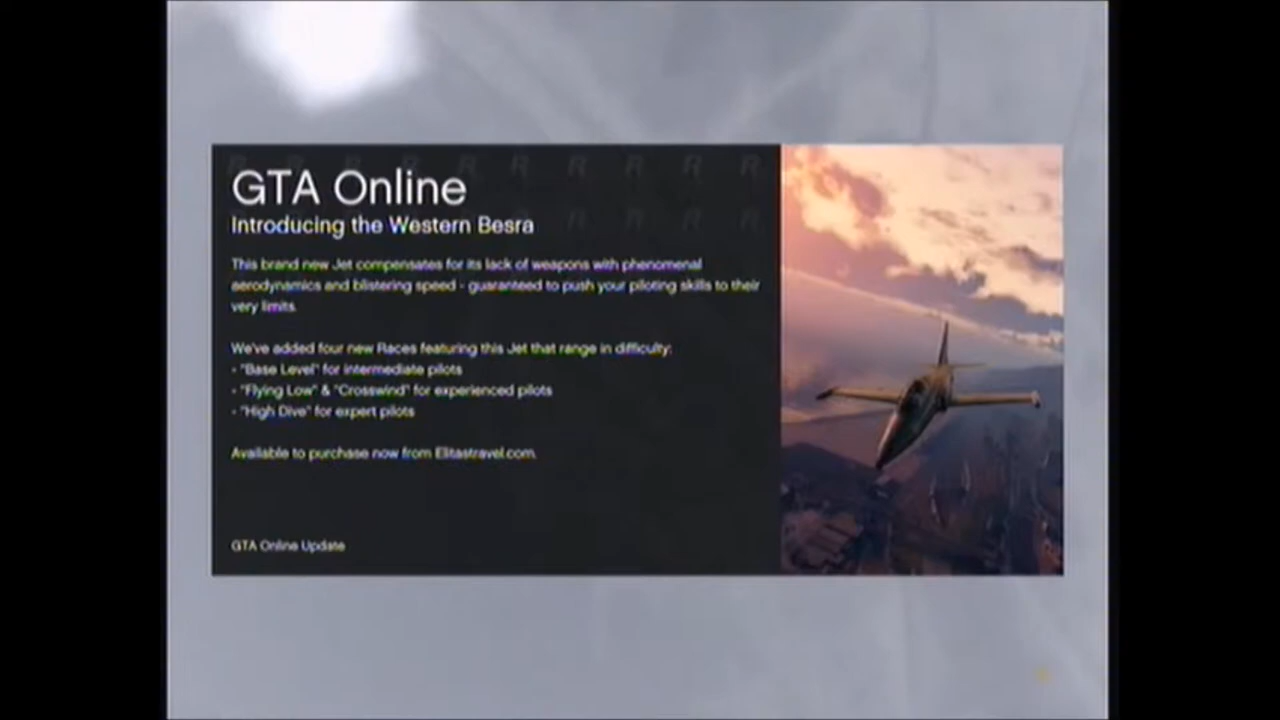 GTA Online
Introducing the Western Besra
This brand new Jet compensates for its lack of weapons with phenomenal
aerodynamics and blistering speed - guaranteed to push your piloting skills to their
very limits.
We've added four new Races featuring this Jet that range in difficulty:
- "Base Level" for intermediate pilots
- "Flying Low" & "Crosswind" for experienced pilots
- "High Dive" for expert pilots
Available to purchase now from Elitastravel.com.
GTA Online Update